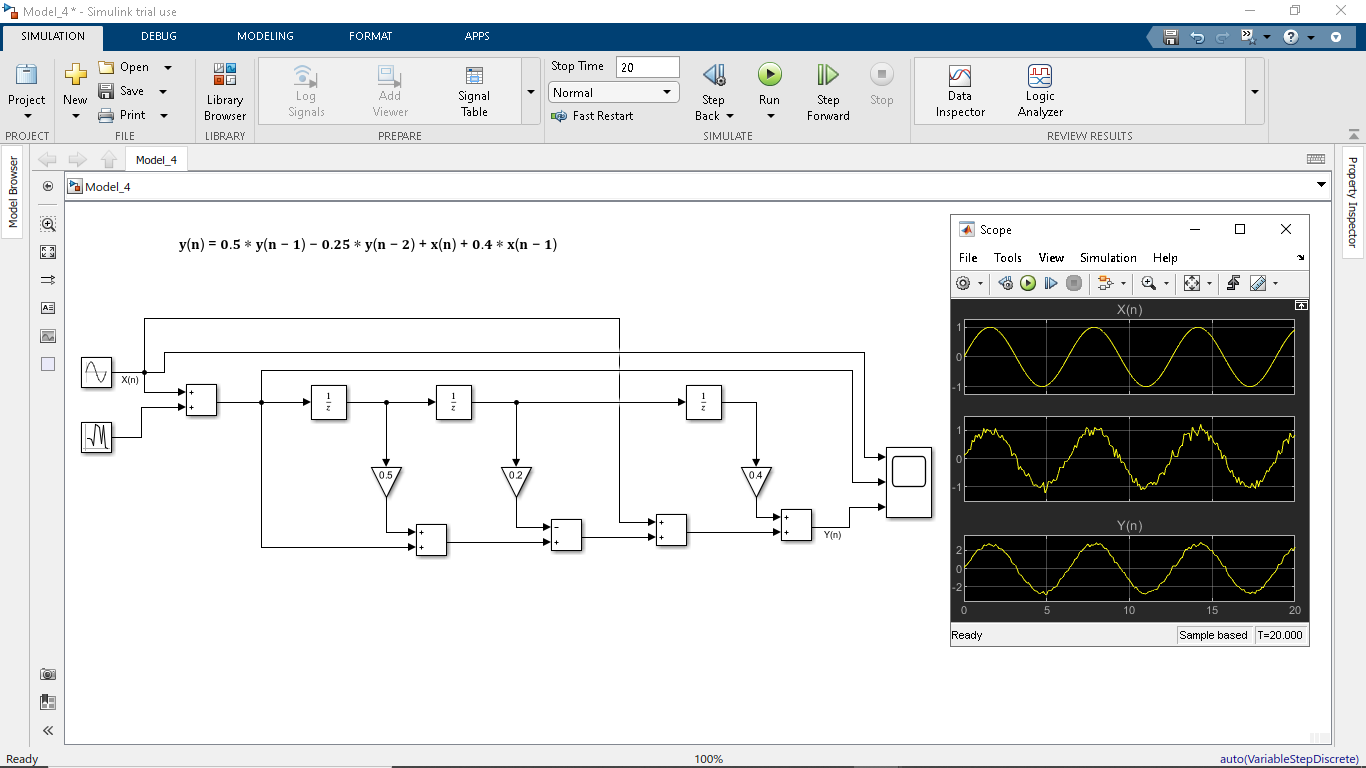 Model_4 * - Simulink trial use
SIMULATION DEBUG MODELING FORMAT APPS
Project
PROJECT
New
Open
Save
Print
FILE
Library
Browser
LIBRARY
Log
Signals
Add
Viewer
Signal
Table
PREPARE
Stop Time 20
Normal
Fast Restart
Step
Back
Run
Step
Forward
Stop
SIMULATE
Data
Inspector
Logic
Analyzer
REVIEW RESULTS
Model Browser
Property Inspector
Model_4
Model_4
y(n) = 0.5 * y(n − 1) − 0.25 * y(n − 2) + x(n) + 0.4 * x(n − 1)
X(n)
+
+
1
z
1
z
1
z
0.5
0.2
0.4
+
+
−
+
+
+
+
+
Y(n)
Scope
File Tools View Simulation Help
X(n)
1
0
-1
1
0
-1
Y(n)
2
0
-2
0 5 10 15 20
Ready Sample based T=20.000
Ready 100% auto(VariableStepDiscrete)